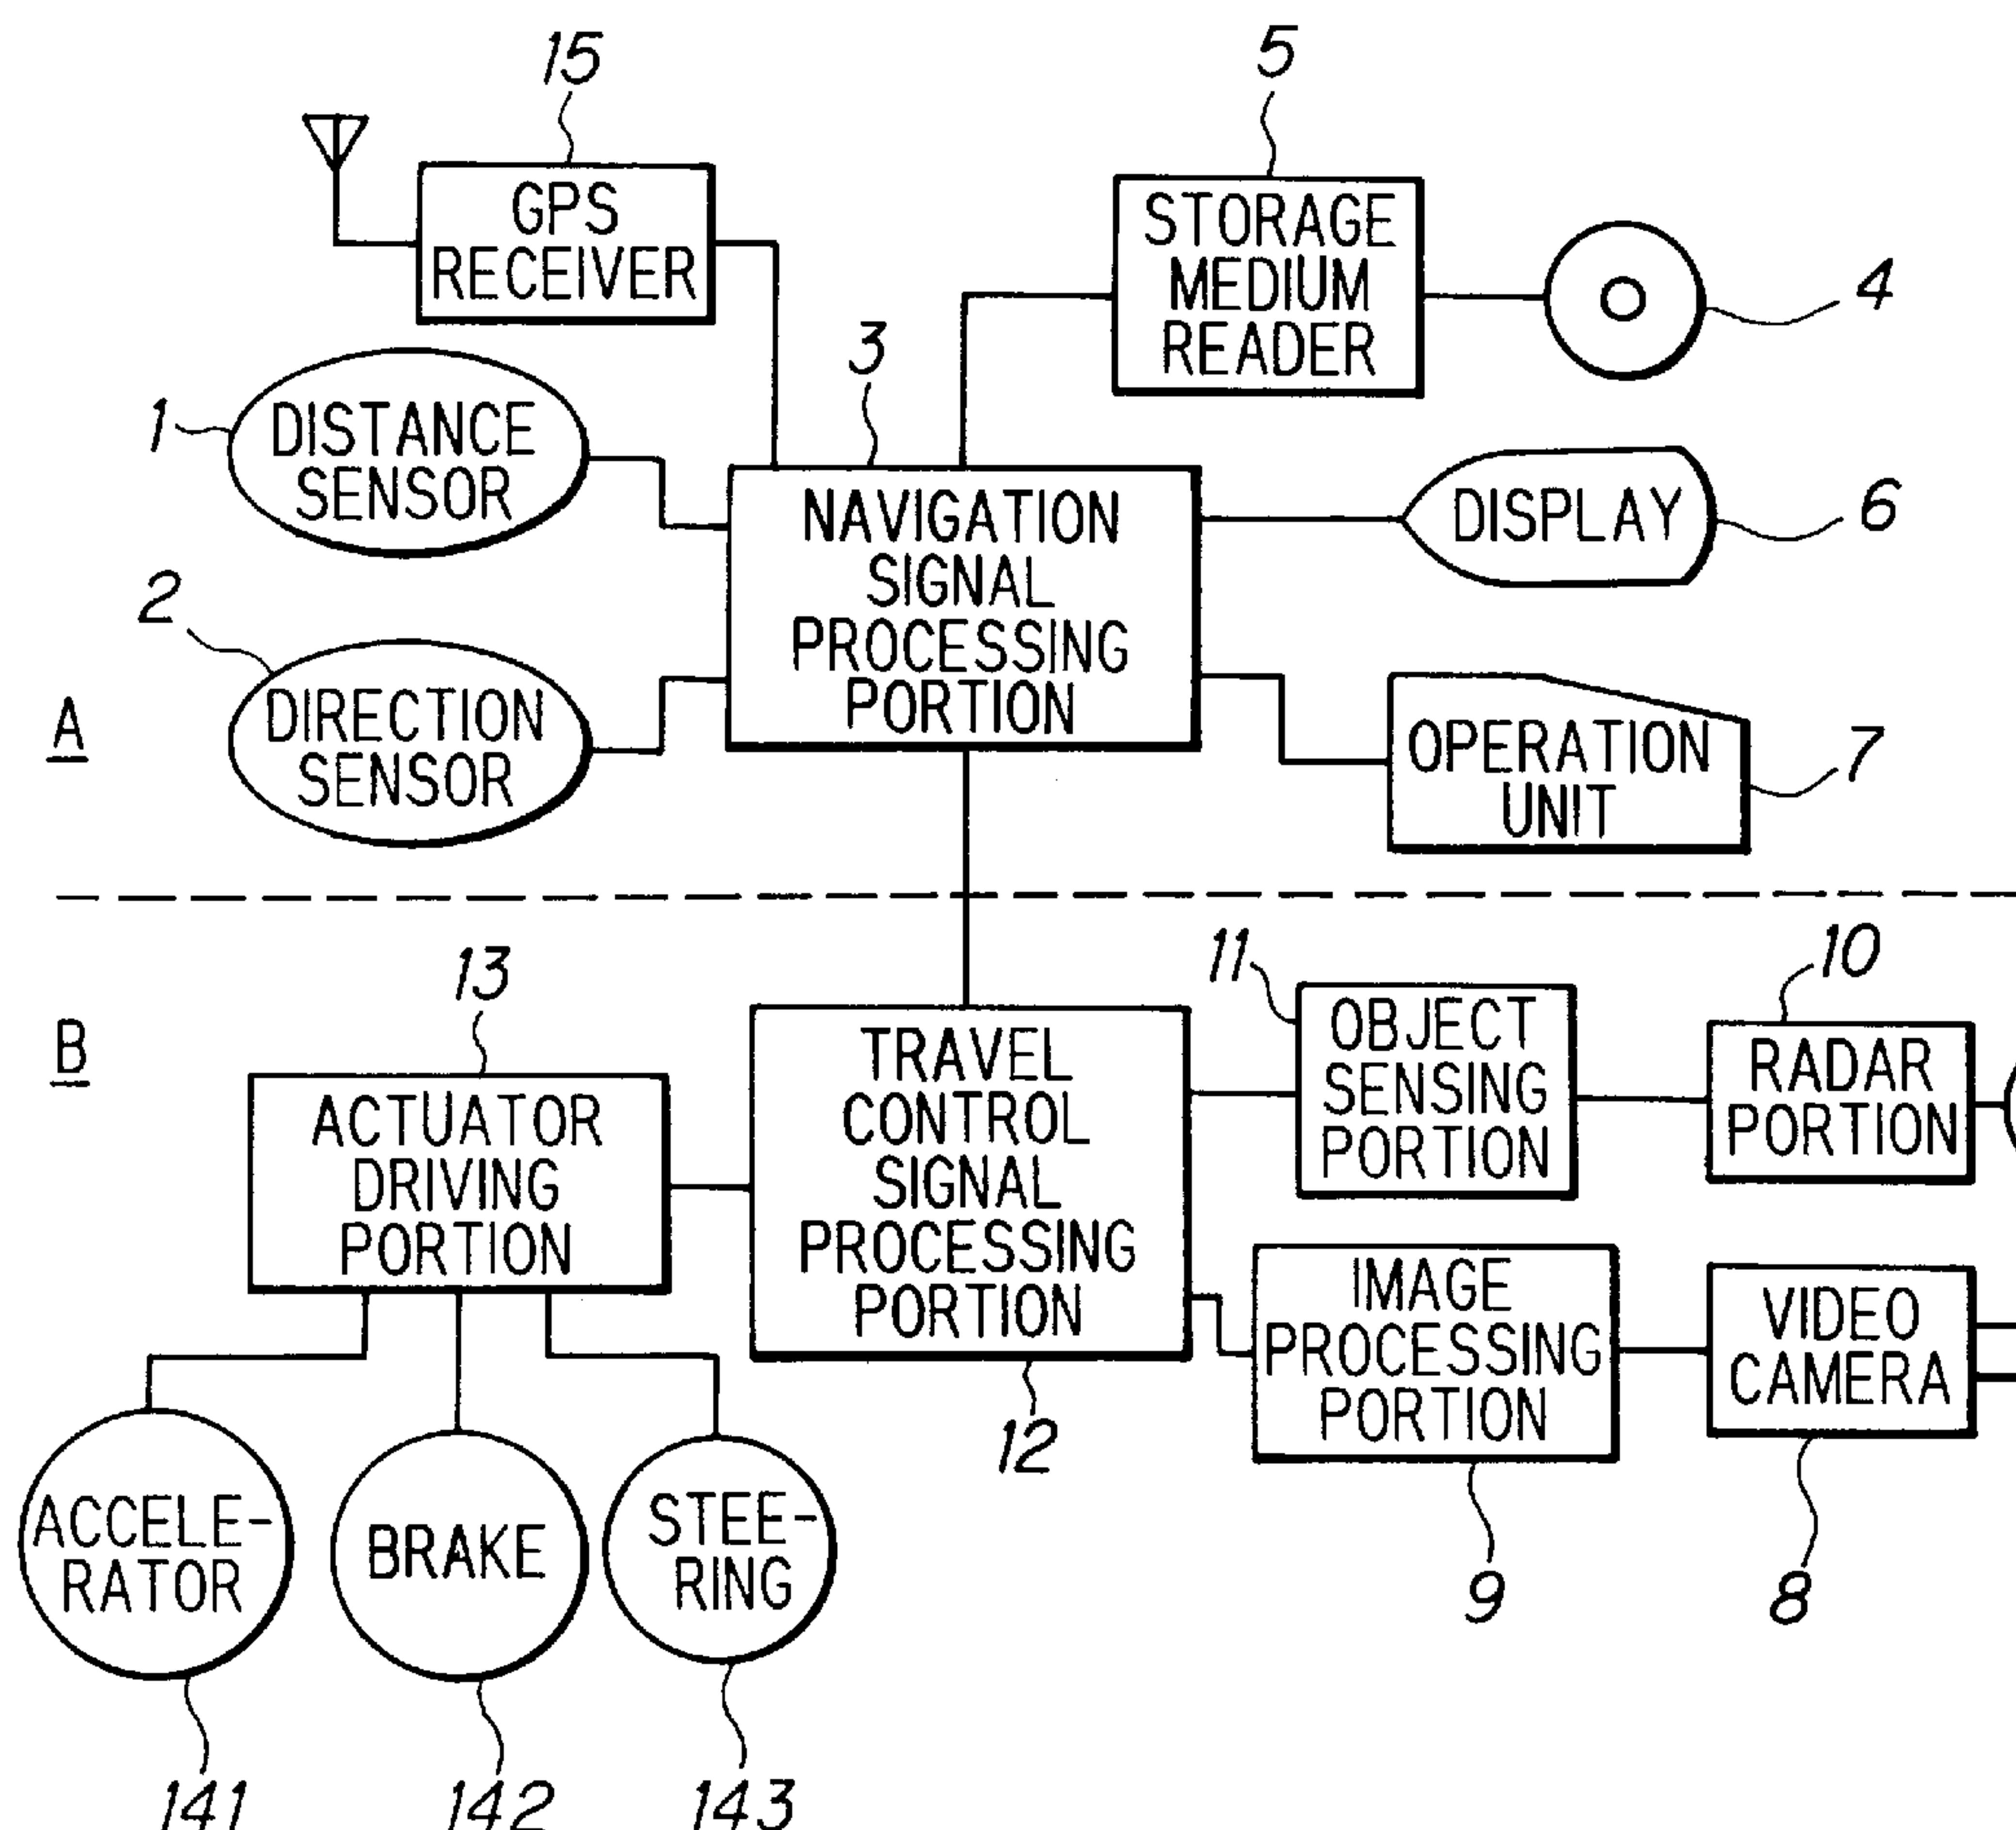 15
5
GPS
RECEIVER
STORAGE
MEDIUM
READER
4
3
1
DISTANCE
SENSOR
NAVIGATION
SIGNAL
PROCESSING
PORTION
DISPLAY
6
2
DIRECTION
SENSOR
A
OPERATION
UNIT
7
B
13
11
10
ACTUATOR
DRIVING
PORTION
TRAVEL
CONTROL
SIGNAL
PROCESSING
PORTION
OBJECT
SENSING
PORTION
RADAR
PORTION
IMAGE
PROCESSING
PORTION
VIDEO
CAMERA
12
9
8
ACCELE-
RATOR
BRAKE
STEE-
RING
141
142
143